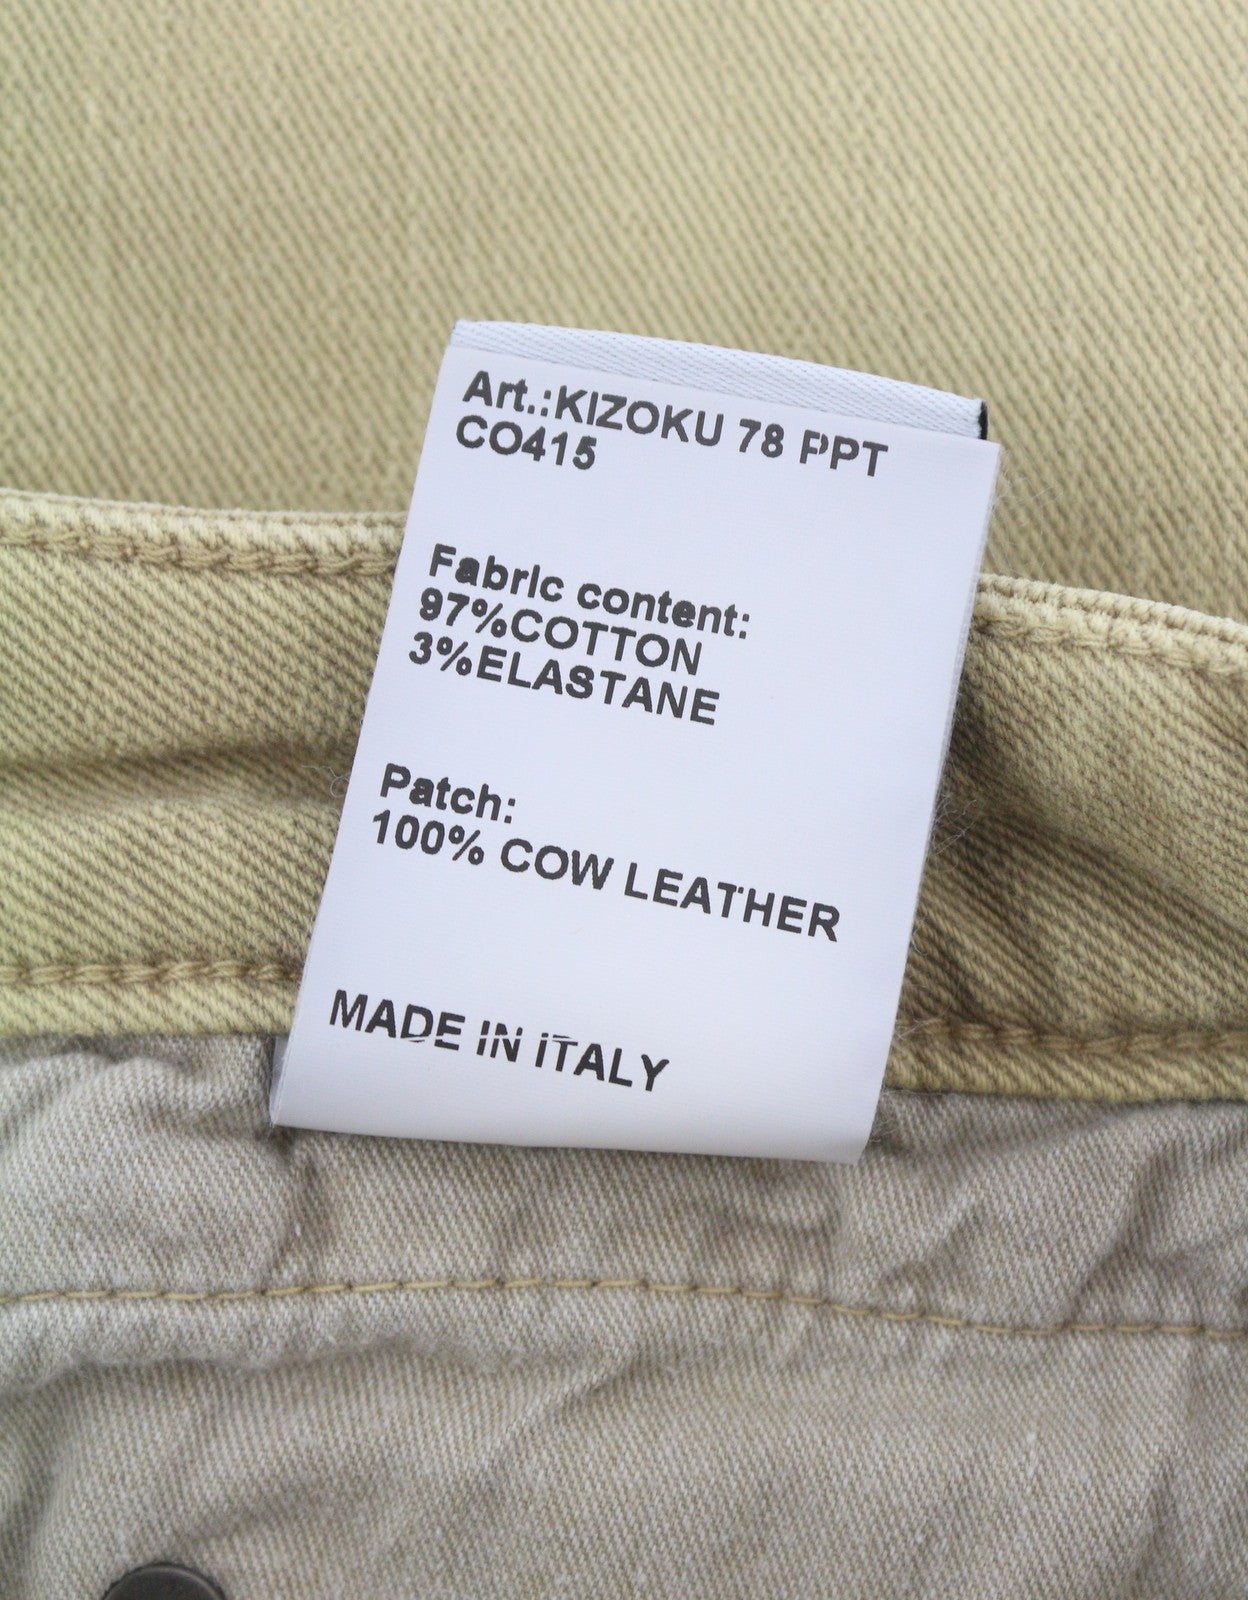 Art.:KIZOKU 78 PPT
CO415
Fabric content:
97%COTTON
3%ELASTANE
Patch:
100% COW LEATHER
MADE IN ITALY